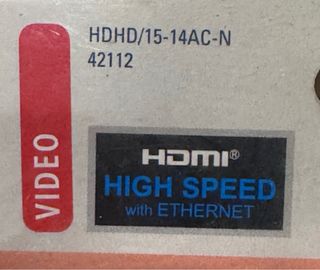 HDHD/15-14AC-N
42112
VIDEO
HDMI®
HIGH SPEED
with ETHERNET